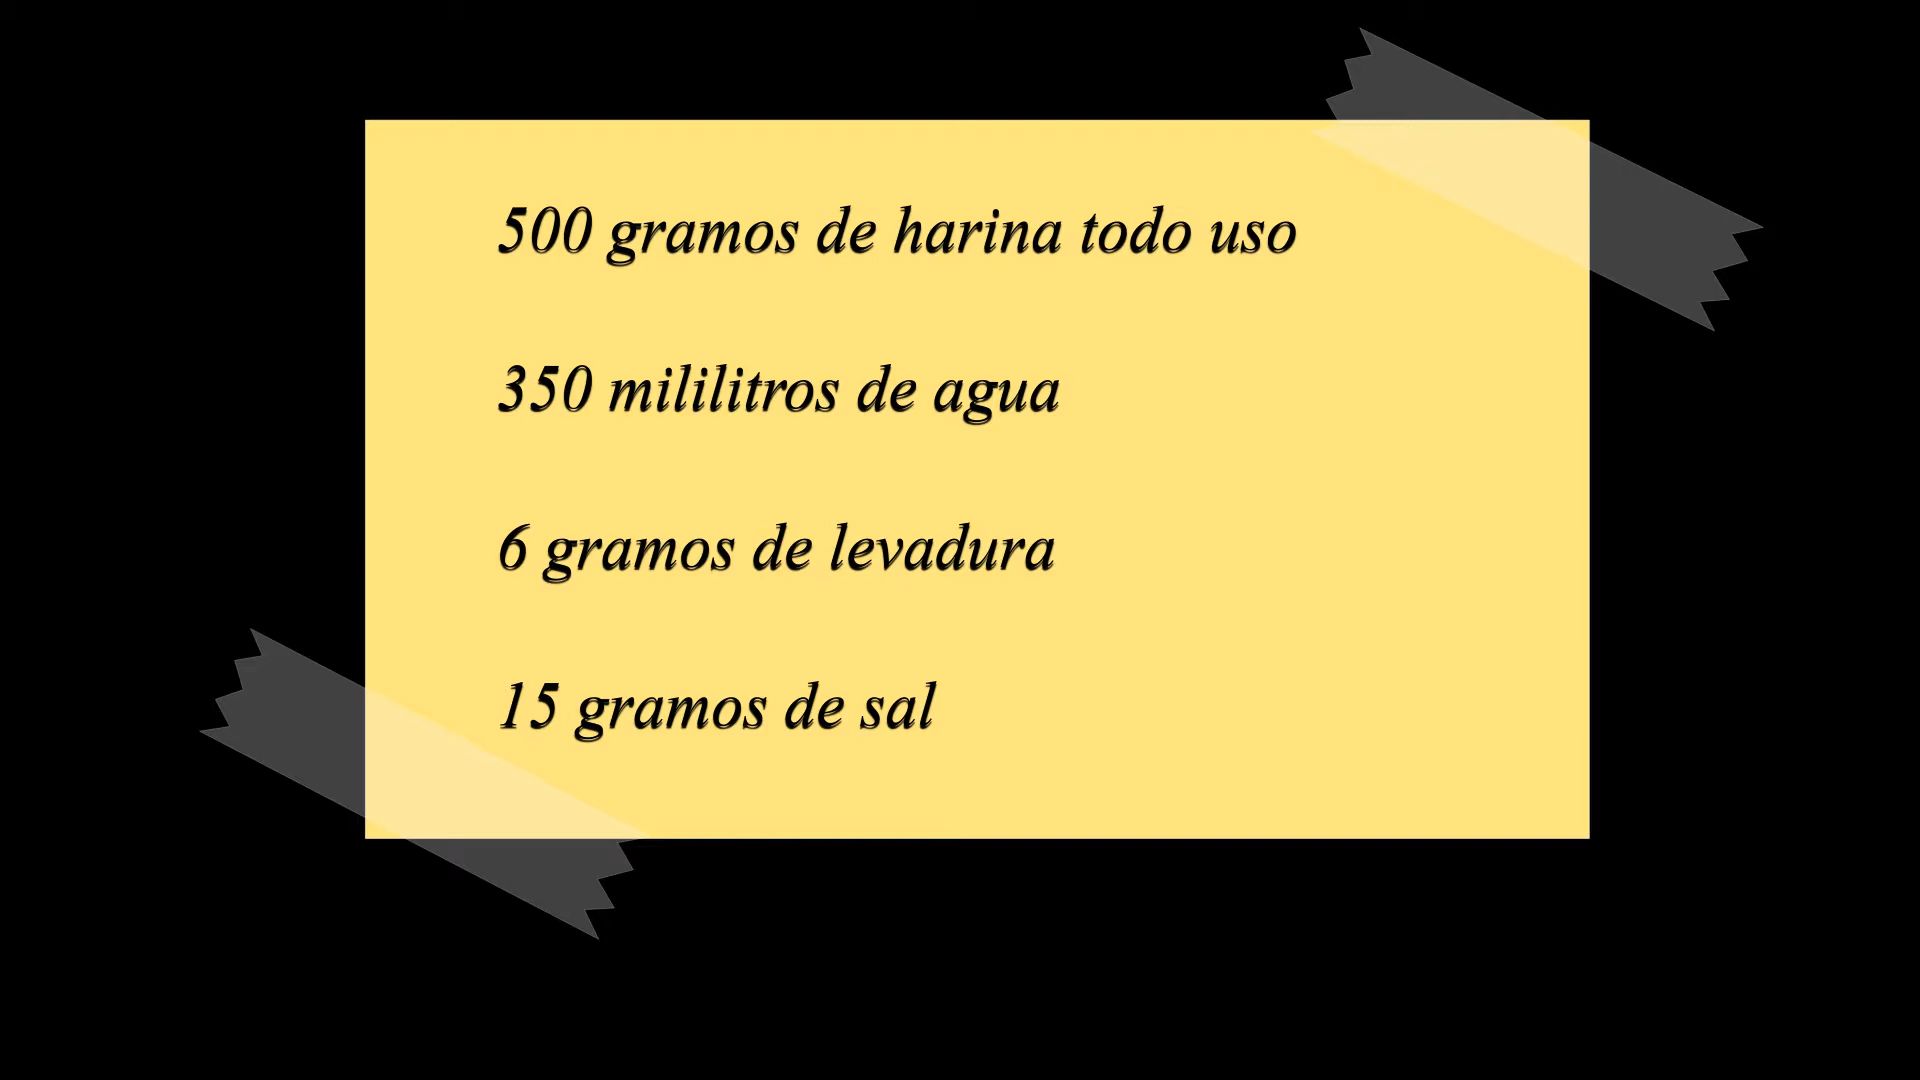 500 gramos de harina todo uso
350 mililitros de agua
6 gramos de levadura
15 gramos de sal